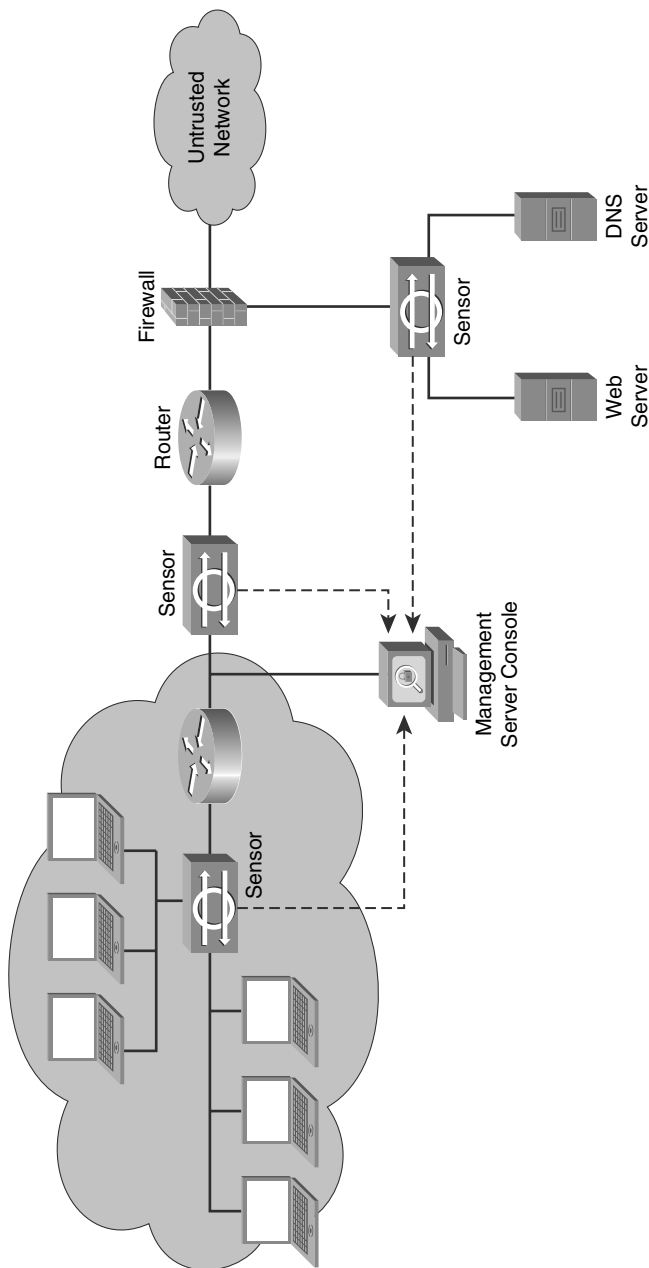 Untrusted
Network
Firewall
Router
Sensor
Sensor
Sensor
Management
Server Console
Web
Server
DNS
Server